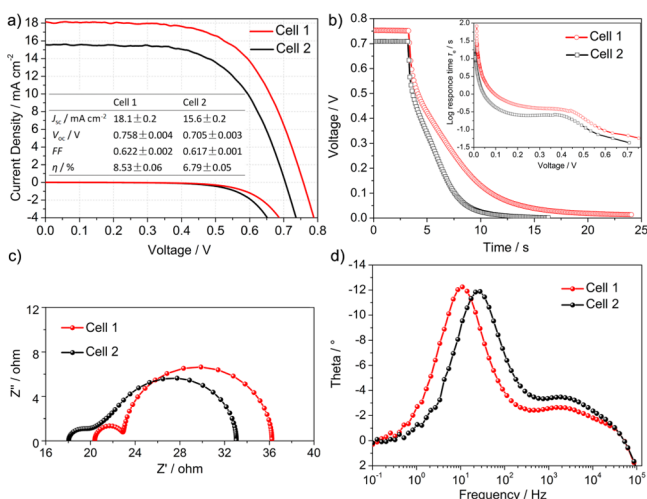 a)
Cell 1
Cell 2
Current Density / mA cm-2
18
16
14
12
10
8
6
4
2
0
-2
-4
Cell 1 Cell 2
Jsc / mA cm-2 18.1±0.2 15.6±0.2
Voc / V 0.758±0.004 0.705±0.003
FF 0.622±0.002 0.617±0.001
η / % 8.53±0.06 6.79±0.05
0.0 0.1 0.2 0.3 0.4 0.5 0.6 0.7 0.8
Voltage / V
b)
Voltage / V
0.8
0.7
0.6
0.5
0.4
0.3
0.2
0.1
0.0
0 5 10 15 20 25
Time / s
Log responce time τe / s
2.0
1.5
1.0
0.5
0.0
-0.5
-1.0
-1.5
Cell 1
Cell 2
0.0 0.1 0.2 0.3 0.4 0.5 0.6 0.7
Voltage / V
c)
Cell 1
Cell 2
Z" / ohm
12
8
4
0
16 20 24 28 32 36 40
Z' / ohm
d)
Cell 1
Cell 2
Theta / °
-14
-12
-10
-8
-6
-4
-2
0
2
10-1 100 101 102 103 104 105
Frequency / Hz